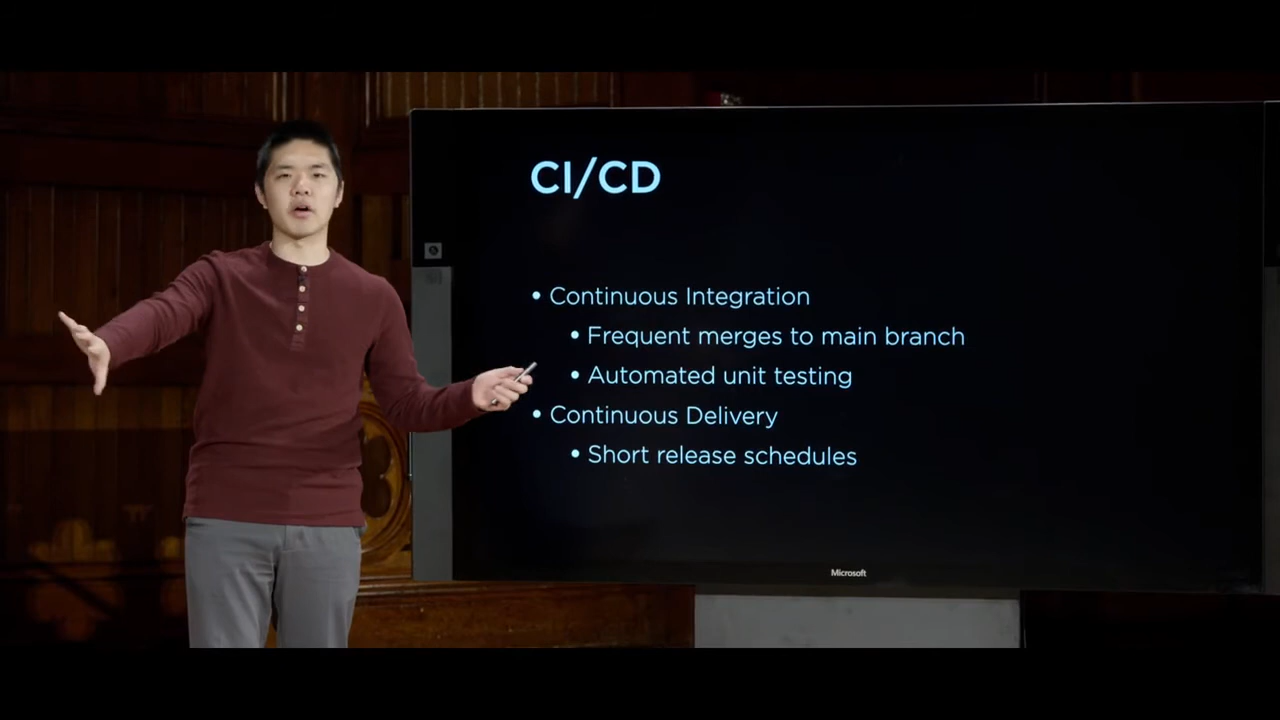 CI/CD
• Continuous Integration
• Frequent merges to main branch
• Automated unit testing
• Continuous Delivery
• Short release schedules
Microsoft